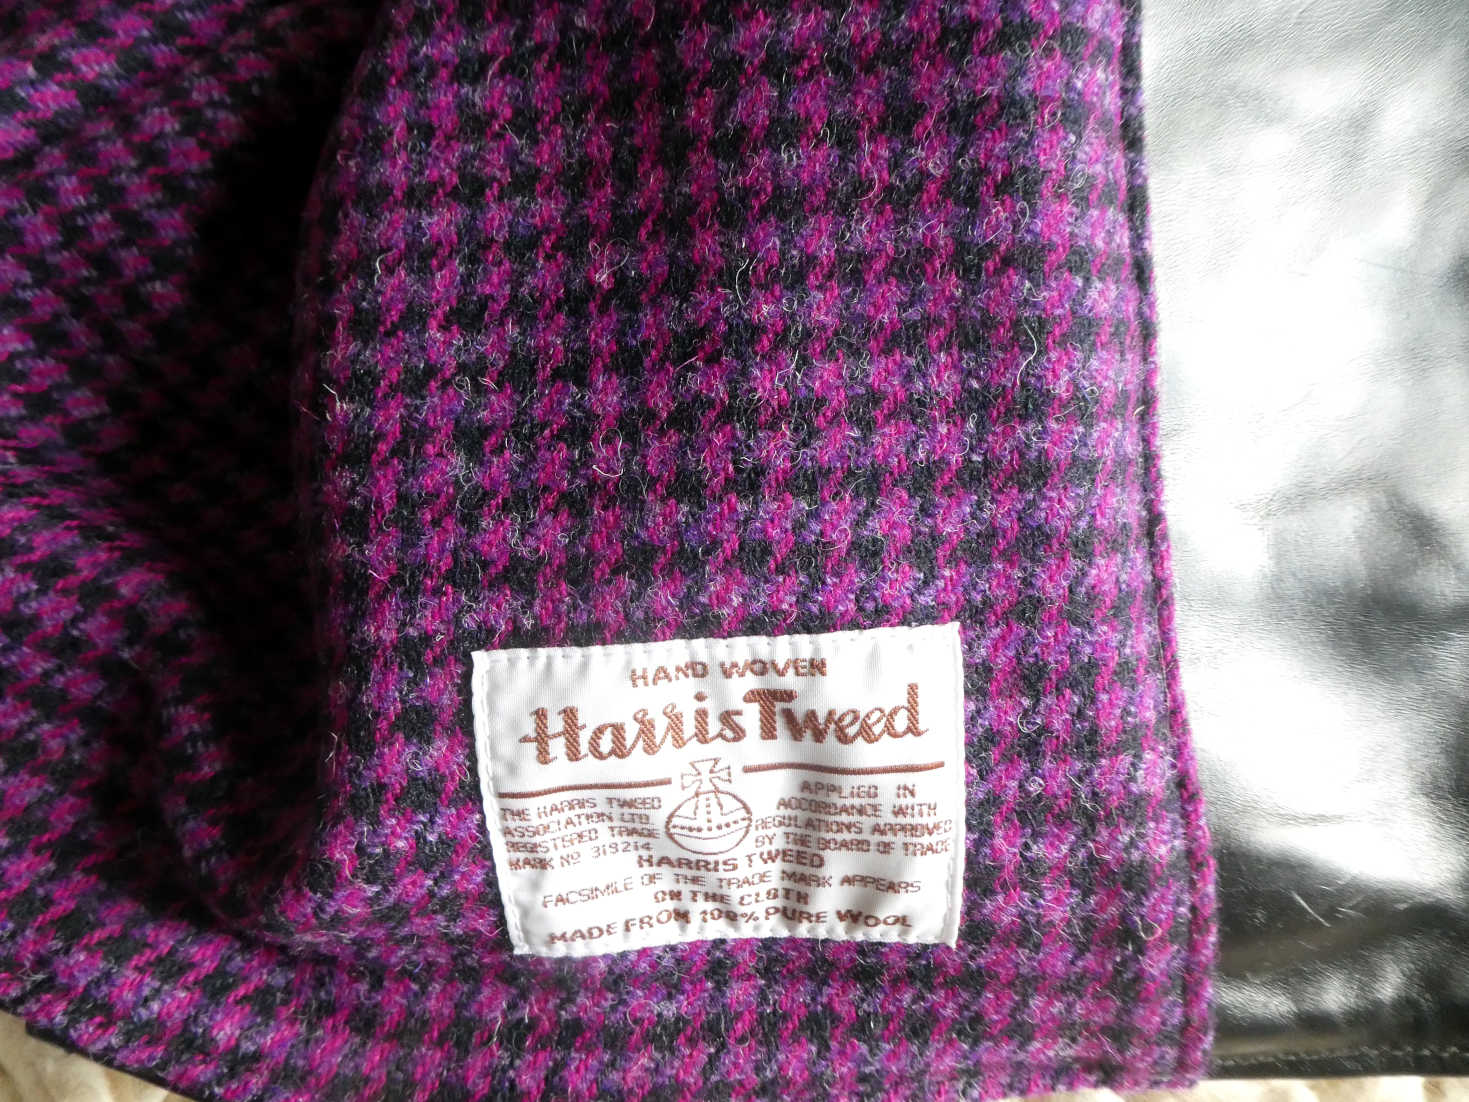 HAND WOVEN
Harris Tweed
THE HARRIS TWEED
ASSOCIATION LTD
REGISTERED TRADE
MARK Nº 319214
APPLIED IN
ACCORDANCE WITH
REGULATIONS APPROVED
BY THE BOARD OF TRADE
HARRIS TWEED
FACSIMILE OF THE TRADE MARK APPEARS
ON THE CLOTH
MADE FROM 100% PURE WOOL